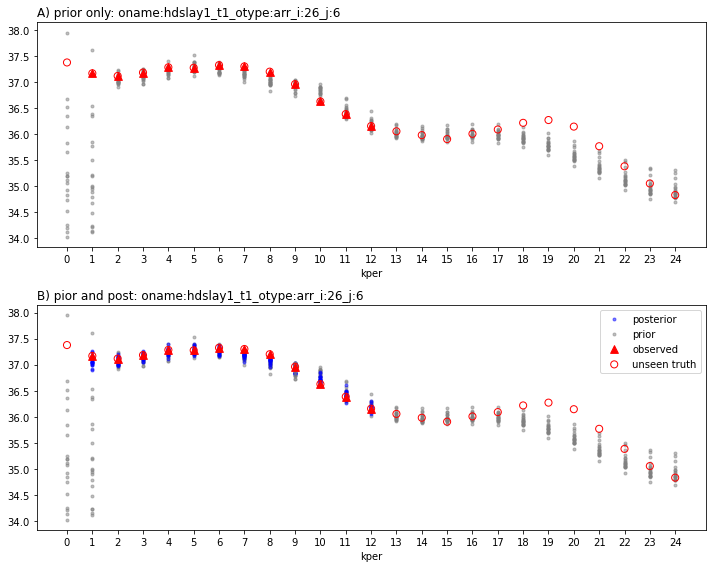 A) prior only: oname:hdslay1_t1_otype:arr_i:26_j:6
38.0
37.5
37.0
36.5
36.0
35.5
35.0
34.5
34.0
0 1 2 3 4 5 6 7 8 9 10 11 12 13 14 15 16 17 18 19 20 21 22 23 24
kper
B) pior and post: oname:hdslay1_t1_otype:arr_i:26_j:6
38.0
37.5
37.0
36.5
36.0
35.5
35.0
34.5
34.0
posterior
prior
observed
unseen truth
0 1 2 3 4 5 6 7 8 9 10 11 12 13 14 15 16 17 18 19 20 21 22 23 24
kper